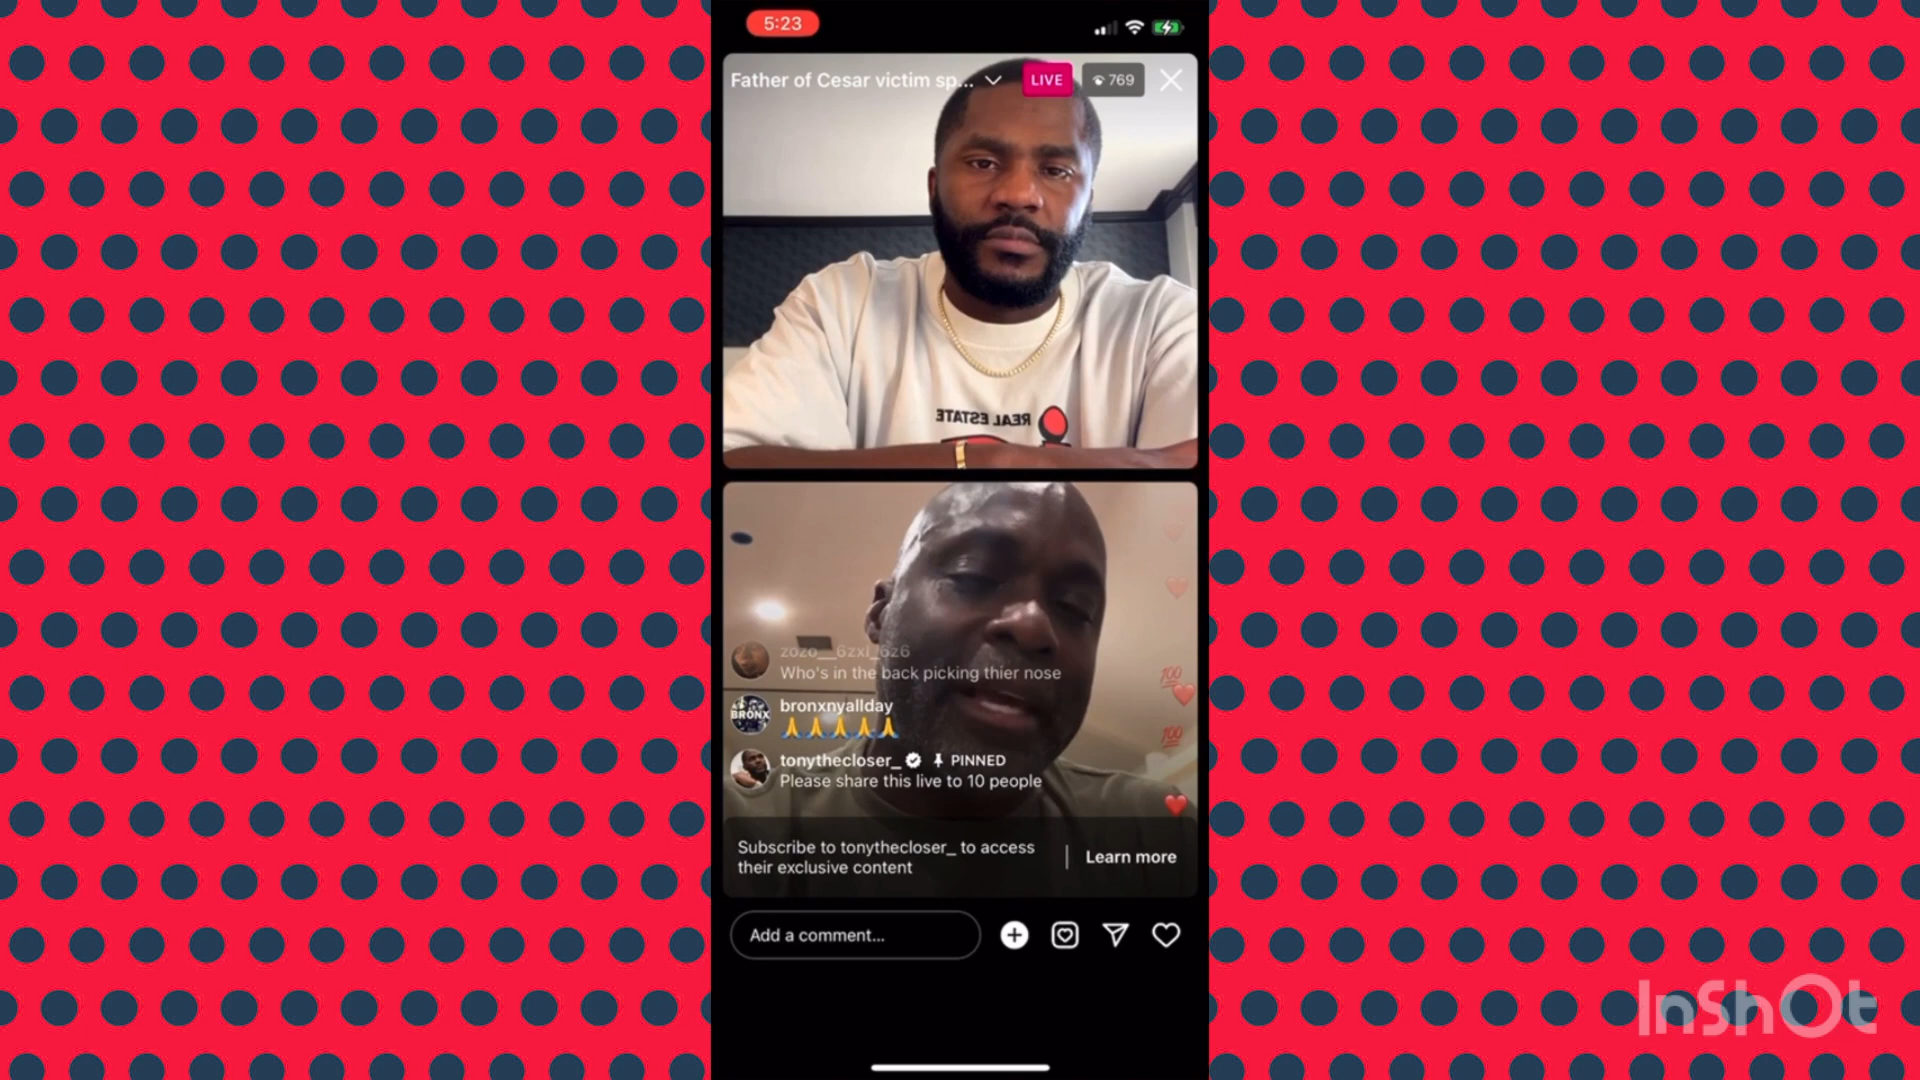 5:23
Father of Cesar victim sp...
LIVE
769
REAL ESTATE
zozo__6zxl_6z6
Who's in the back picking thier nose
BRONX
bronxnyallday
tonythecloser_ PINNED
Please share this live to 10 people
Subscribe to tonythecloser_ to access
their exclusive content
Learn more
Add a comment...
InShOt